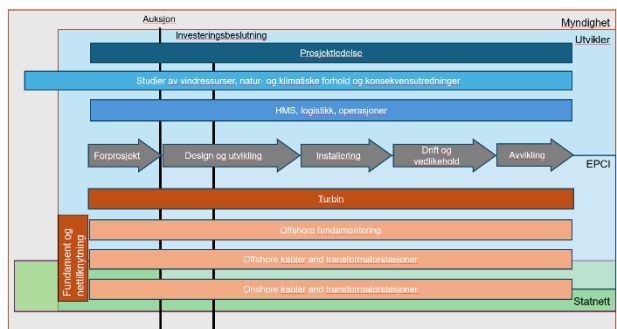 Auksjon
Myndighet
Investeringsbeslutning
Utvikler
Prosjektledelse
Studier av vindressurser, natur- og klimatiske forhold og konsekvensutredninger
HMS, logistikk, operasjoner
Forprosjekt
Design og utvikling
Installering
Drift og
vedlikehold
Avvikling
EPCI
Turbin
Fundament og
nettilknytning
Offshore fundamentering
Offshore kabler and transformatorstasjoner
Onshore kabler and transformatorstasjoner
Statnett